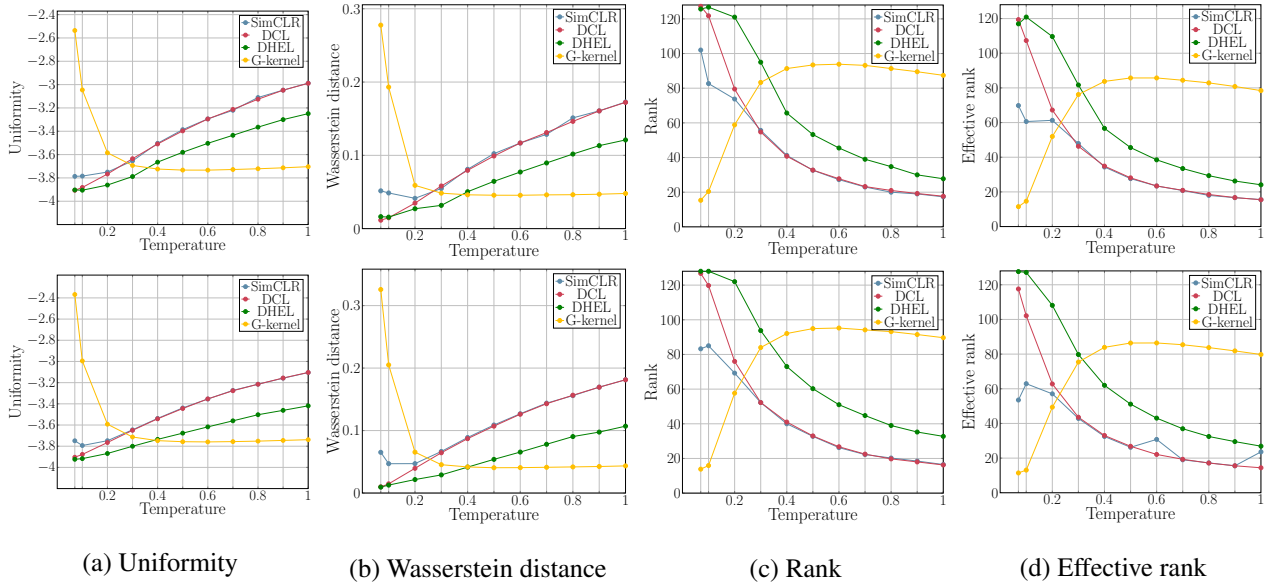 −2.4
−2.6
−2.8
−3
−3.2
−3.4
−3.6
−3.8
−4
Uniformity
0.2
0.4
0.6
0.8
1
Temperature
SimCLR
DCL
DHEL
G-kernel
0.3
0.2
0.1
0
Wasserstein distance
0.2
0.4
0.6
0.8
1
Temperature
SimCLR
DCL
DHEL
G-kernel
120
100
80
60
40
20
0
Rank
0.2
0.4
0.6
0.8
1
Temperature
SimCLR
DCL
DHEL
G-kernel
120
100
80
60
40
20
0
Effective rank
0.2
0.4
0.6
0.8
1
Temperature
SimCLR
DCL
DHEL
G-kernel
−2.4
−2.6
−2.8
−3
−3.2
−3.4
−3.6
−3.8
−4
Uniformity
0.2
0.4
0.6
0.8
1
Temperature
SimCLR
DCL
DHEL
G-kernel
0.3
0.2
0.1
0
Wasserstein distance
0.2
0.4
0.6
0.8
1
Temperature
SimCLR
DCL
DHEL
G-kernel
120
100
80
60
40
20
0
Rank
0.2
0.4
0.6
0.8
1
Temperature
SimCLR
DCL
DHEL
G-kernel
120
100
80
60
40
20
0
Effective rank
0.2
0.4
0.6
0.8
1
Temperature
SimCLR
DCL
DHEL
G-kernel
(a) Uniformity
(b) Wasserstein distance
(c) Rank
(d) Effective rank